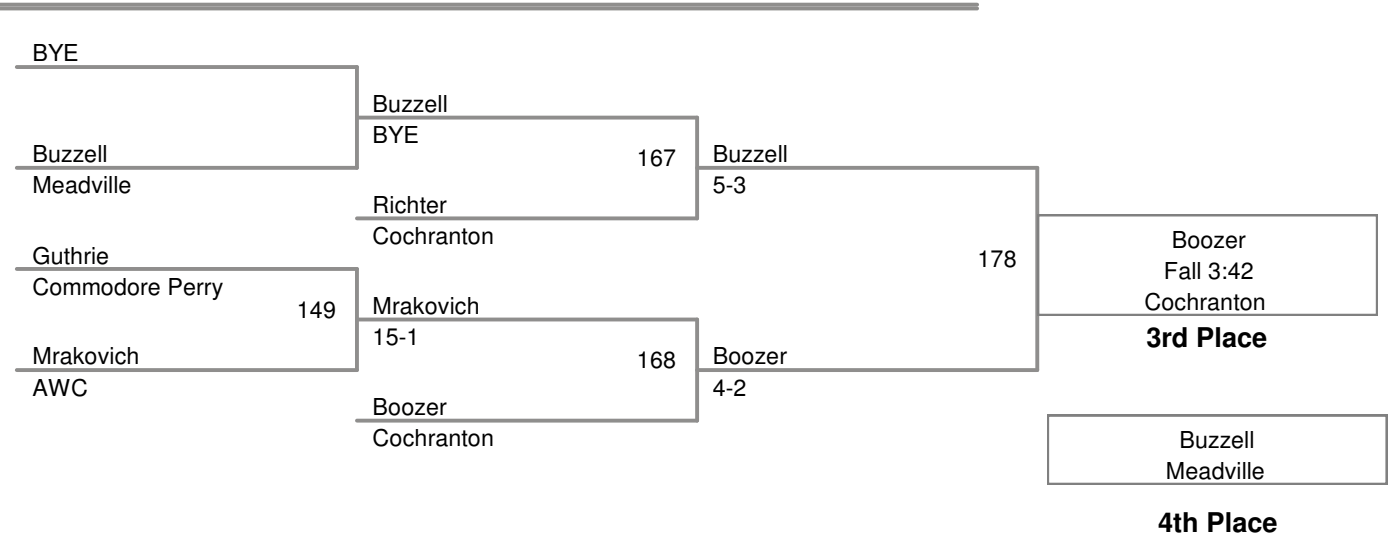 BYE
Buzzell
BYE
Buzzell
Meadville
167
Buzzell
5-3
Richter
Cochranton
Guthrie
Commodore Perry
149
Mrakovich
15-1
Mrakovich
AWC
168
Boozer
4-2
Boozer
Cochranton
178
Boozer
Fall 3:42
Cochranton
3rd Place
Buzzell
Meadville
4th Place